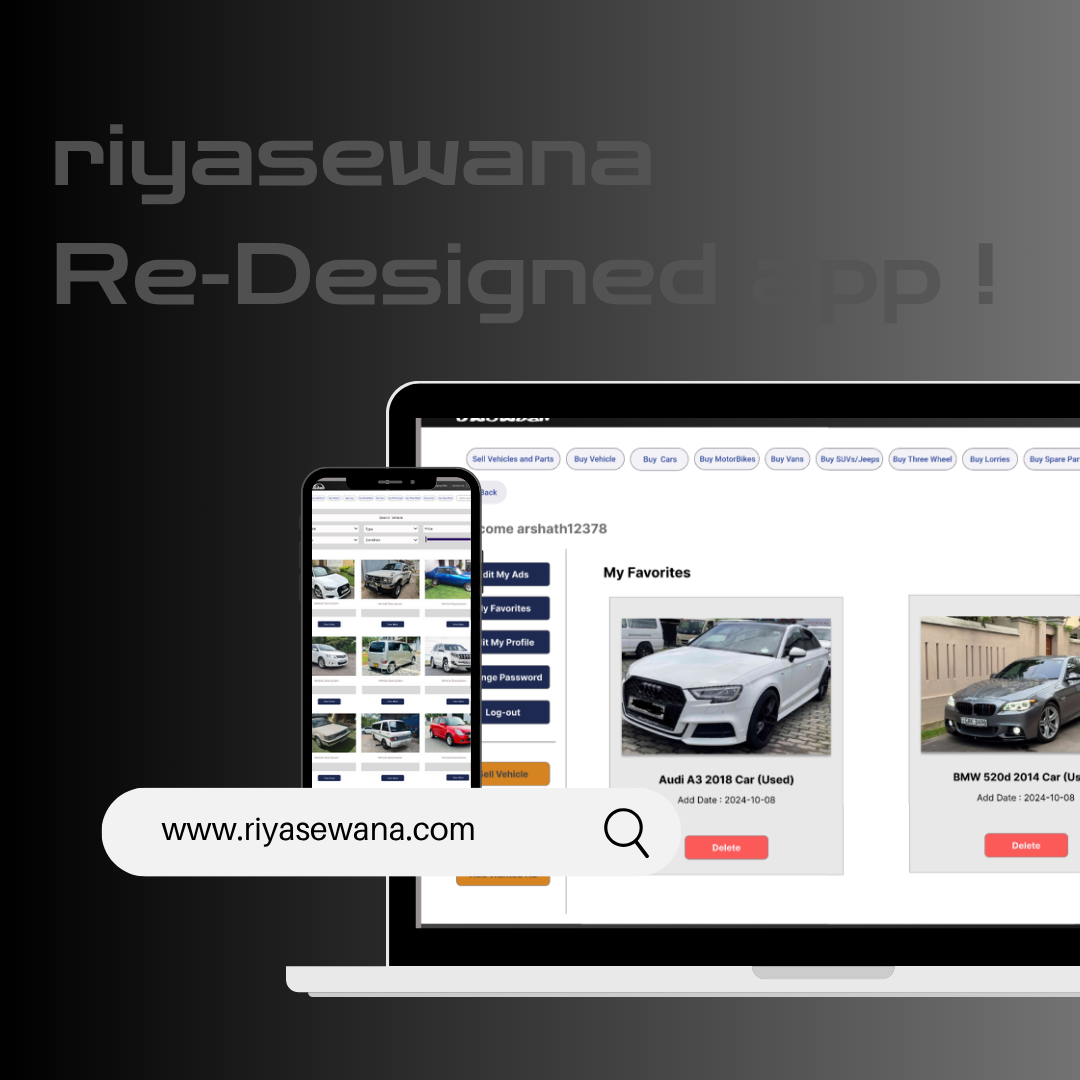 riyasewana
Re-Designed app !
Sell Vehicles and Parts
Buy Vehicle
Buy Cars
Buy MotorBikes
Buy Vans
Buy SUVs/Jeeps
Buy Three Wheel
Buy Lorries
Buy Spare Par
Back
come arshath12378
dit My Ads
My Favorites
it My Profile
nge Password
Log-out
Sell Vehicle
My Favorites
Audi A3 2018 Car (Used)
Add Date : 2024-10-08
Delete
BMW 520d 2014 Car (Us
Add Date : 2024-10-08
Delete
Search Vehicle
Type
Price
Condition
www.riyasewana.com